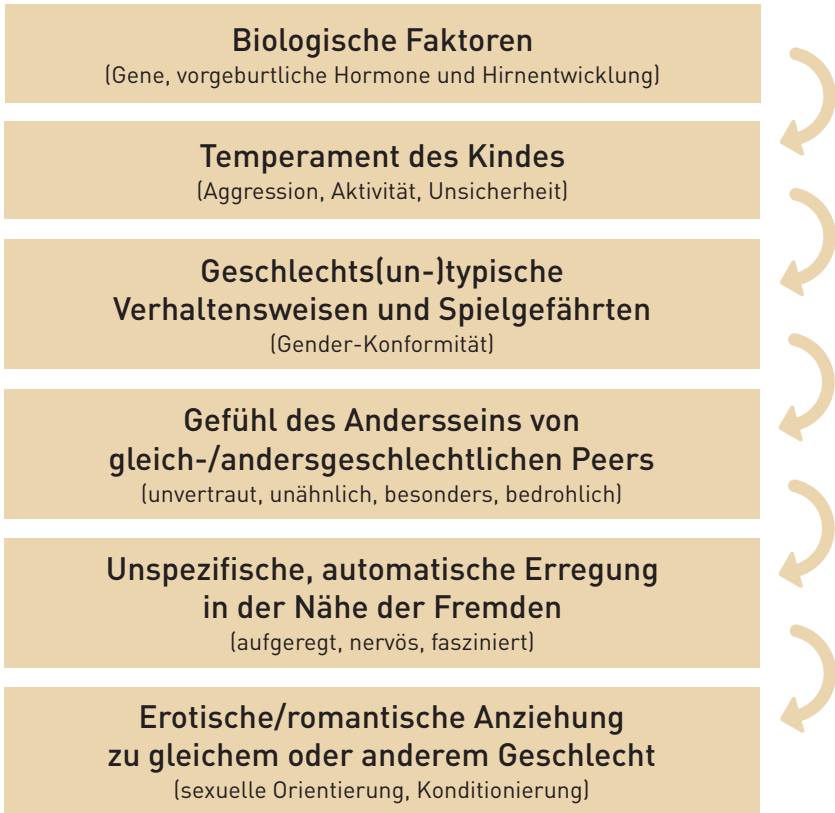 Biologische Faktoren
(Gene, vorgeburtliche Hormone und Hirnentwicklung)
Temperament des Kindes
(Aggression, Aktivität, Unsicherheit)
Geschlechts(un-)typische
Verhaltensweisen und Spielgefährten
(Gender-Konformität)
Gefühl des Andersseins von
gleich-/andersgeschlechtlichen Peers
(unvertraut, unähnlich, besonders, bedrohlich)
Unspezifische, automatische Erregung
in der Nähe der Fremden
(aufgeregt, nervös, fasziniert)
Erotische/romantische Anziehung
zu gleichem oder anderem Geschlecht
(sexuelle Orientierung, Konditionierung)